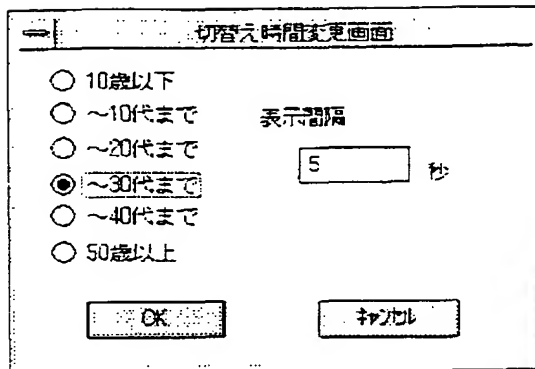 切替え時間変更画面
10歳以下
～10代まで
～20代まで
～30代まで
～40代まで
50歳以上
表示間隔
5 秒
OK
キャンセル